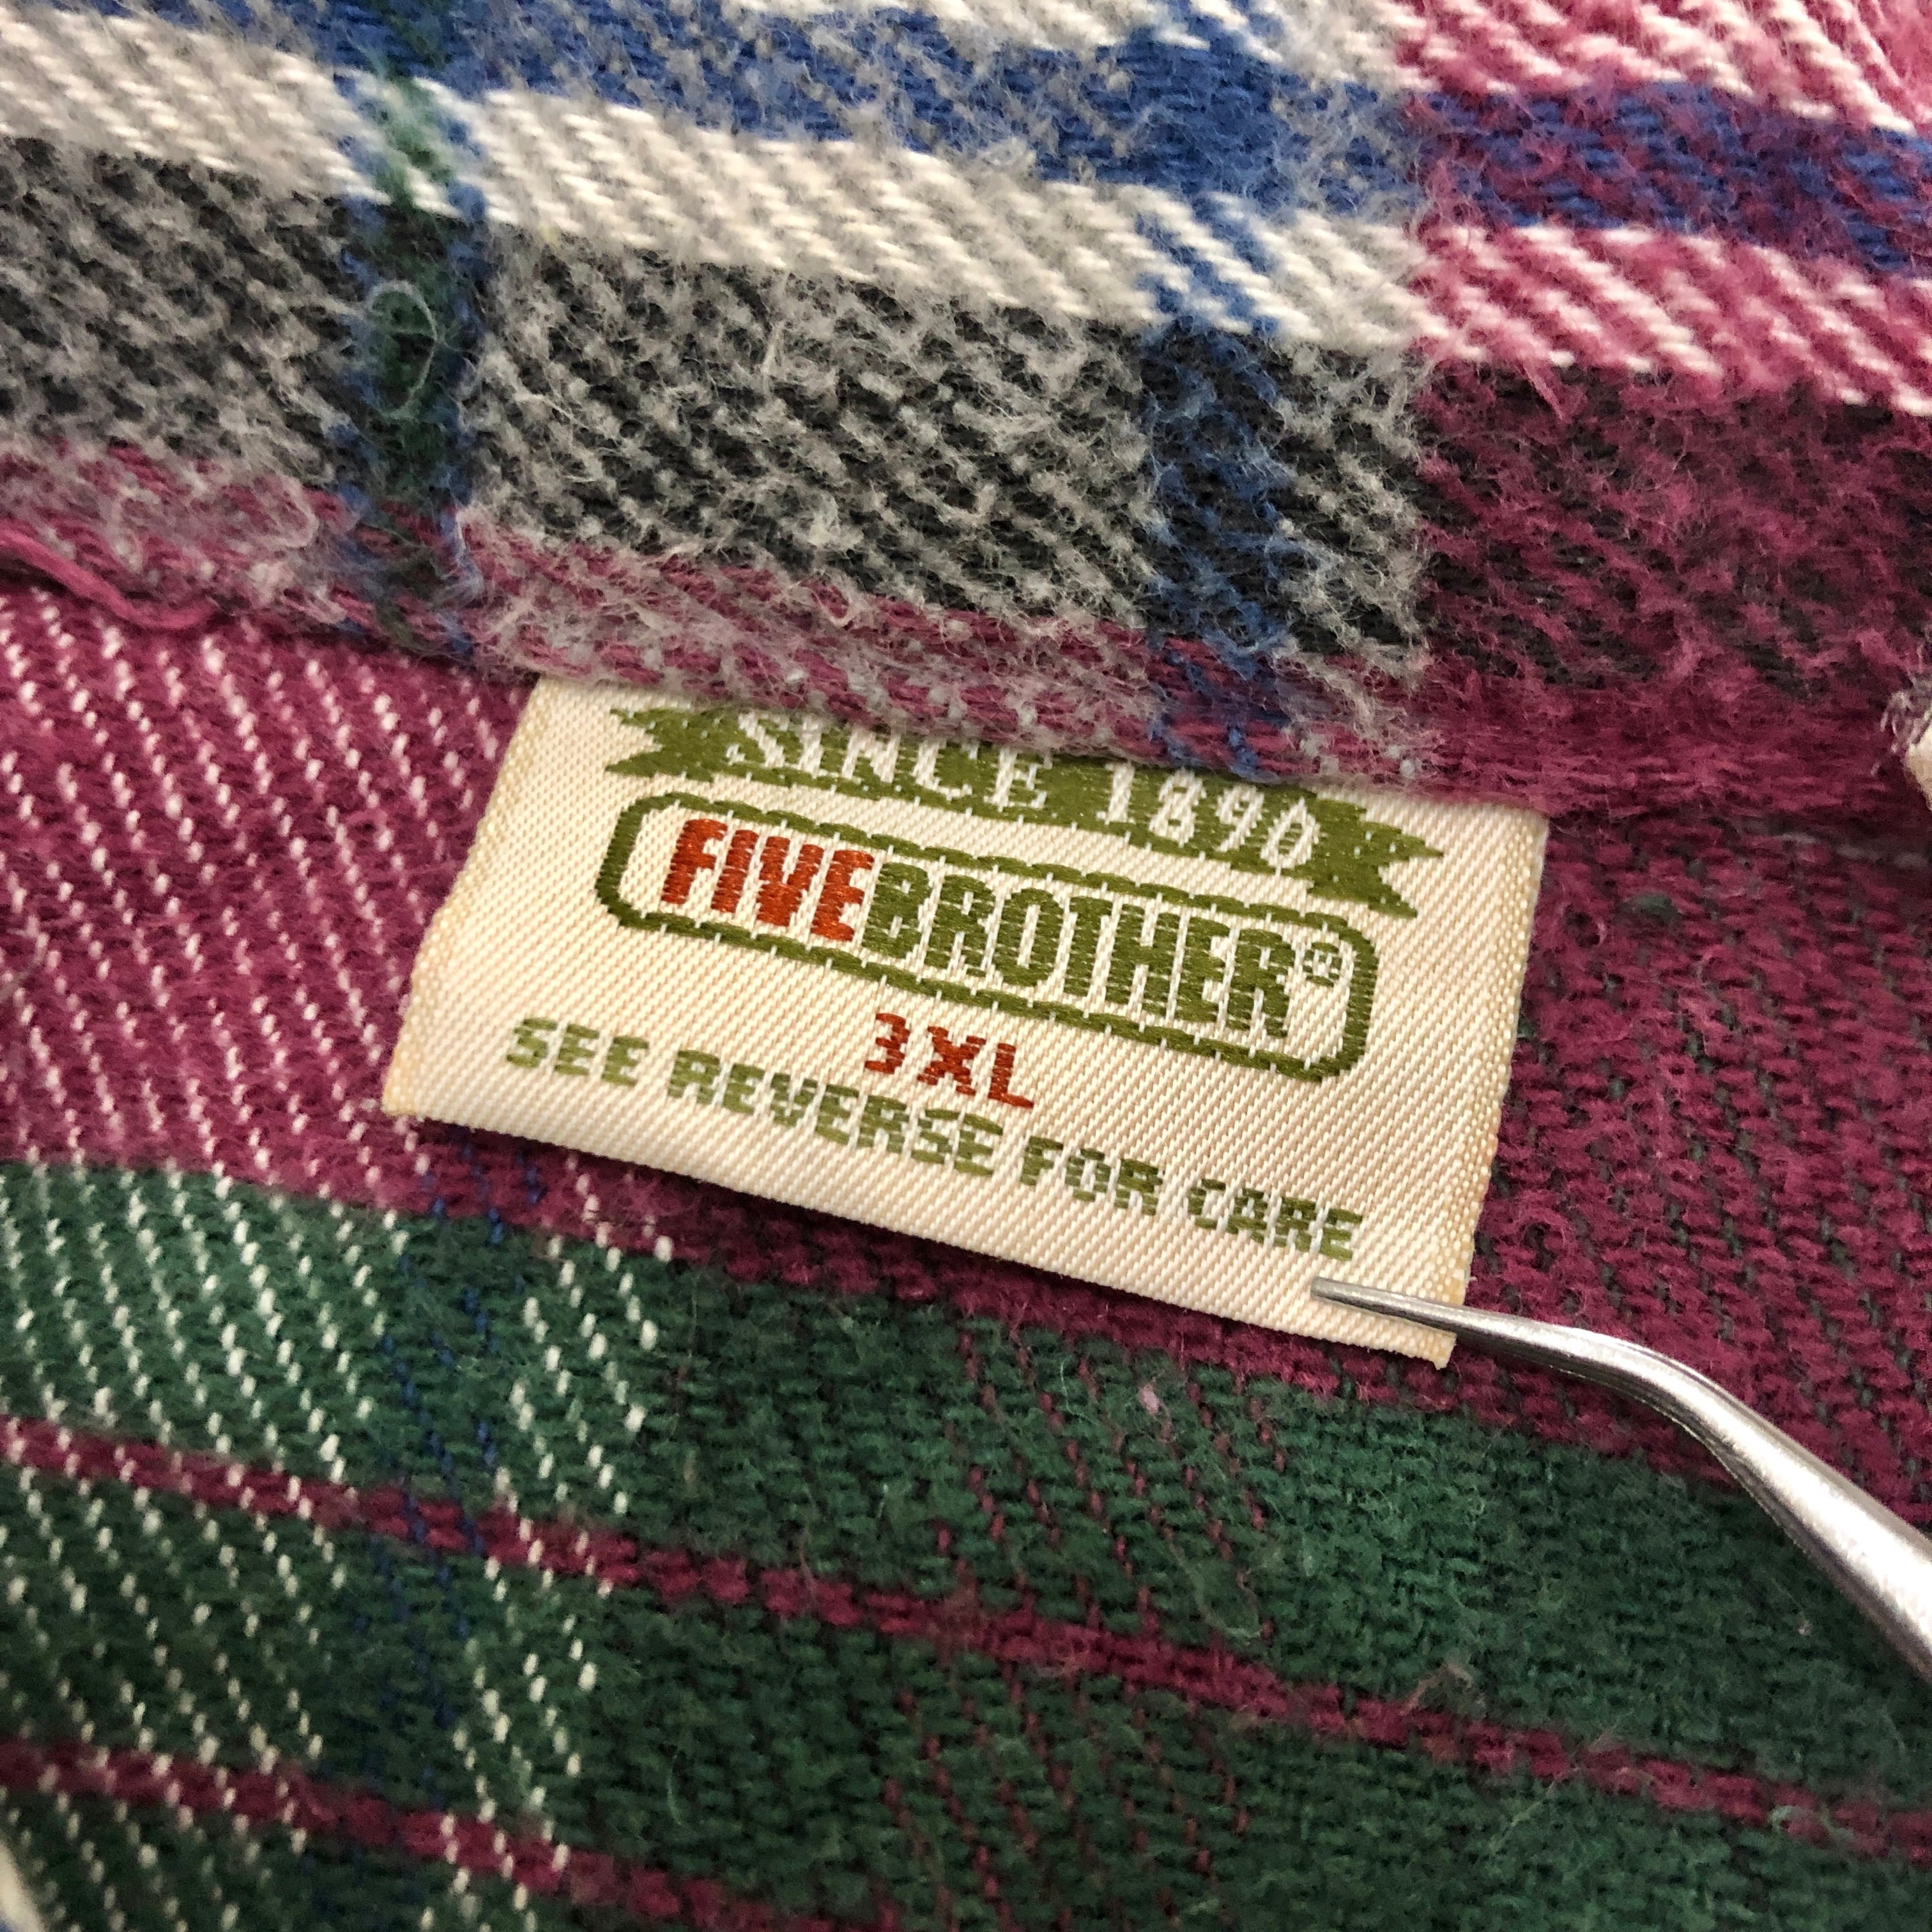 SINCE 1890
FIVEBROTHER®
3XL
SEE REVERSE FOR CARE